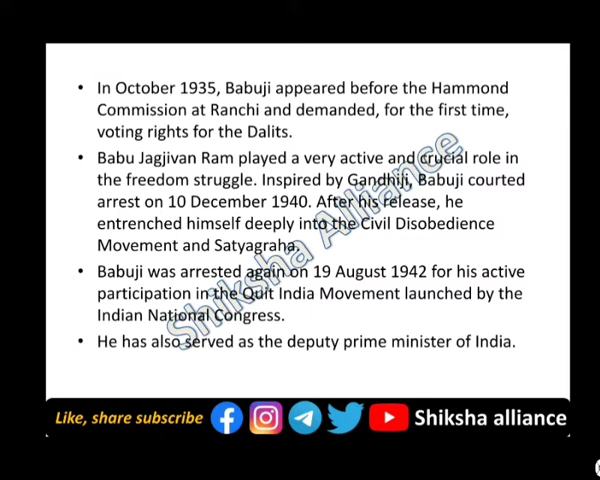 • In October 1935, Babuji appeared before the Hammond
Commission at Ranchi and demanded, for the first time,
voting rights for the Dalits.
• Babu Jagjivan Ram played a very active and crucial role in
the freedom struggle. Inspired by Gandhiji, Babuji courted
arrest on 10 December 1940. After his release, he
entrenched himself deeply into the Civil Disobedience
Movement and Satyagraha.
• Babuji was arrested again on 19 August 1942 for his active
participation in the Quit India Movement launched by the
Indian National Congress.
• He has also served as the deputy prime minister of India.
Shiksha Alliance
Like, share subscribe Shiksha alliance